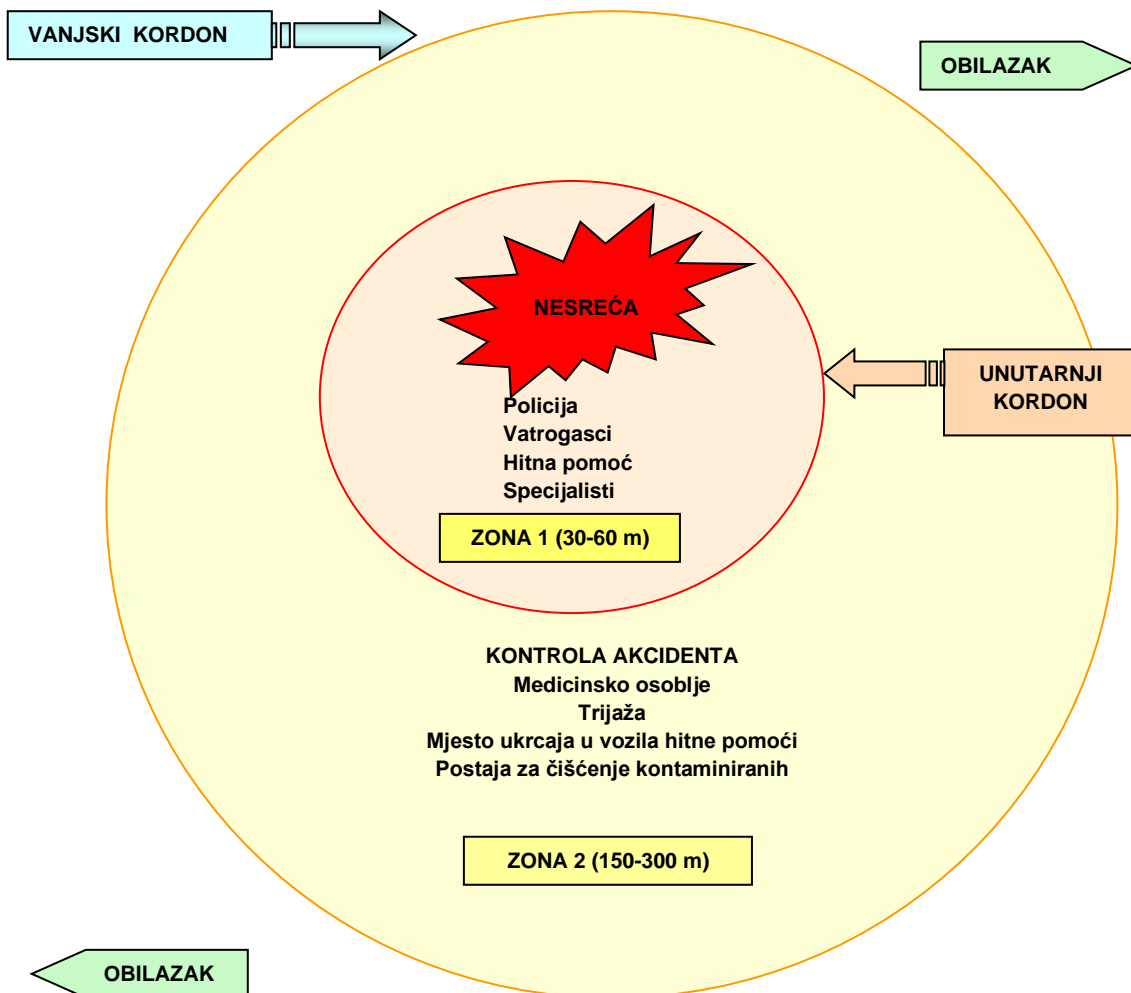 VANJSKI KORDON
OBILAZAK
NESREĆA
UNUTARNJI
KORDON
Policija
Vatrogasci
Hitna pomoć
Specijalisti
ZONA 1 (30-60 m)
KONTROLA AKCIDENTA
Medicinsko osoblje
Trijaža
Mjesto ukrcaja u vozila hitne pomoći
Postaja za čišćenje kontaminiranih
ZONA 2 (150-300 m)
OBILAZAK